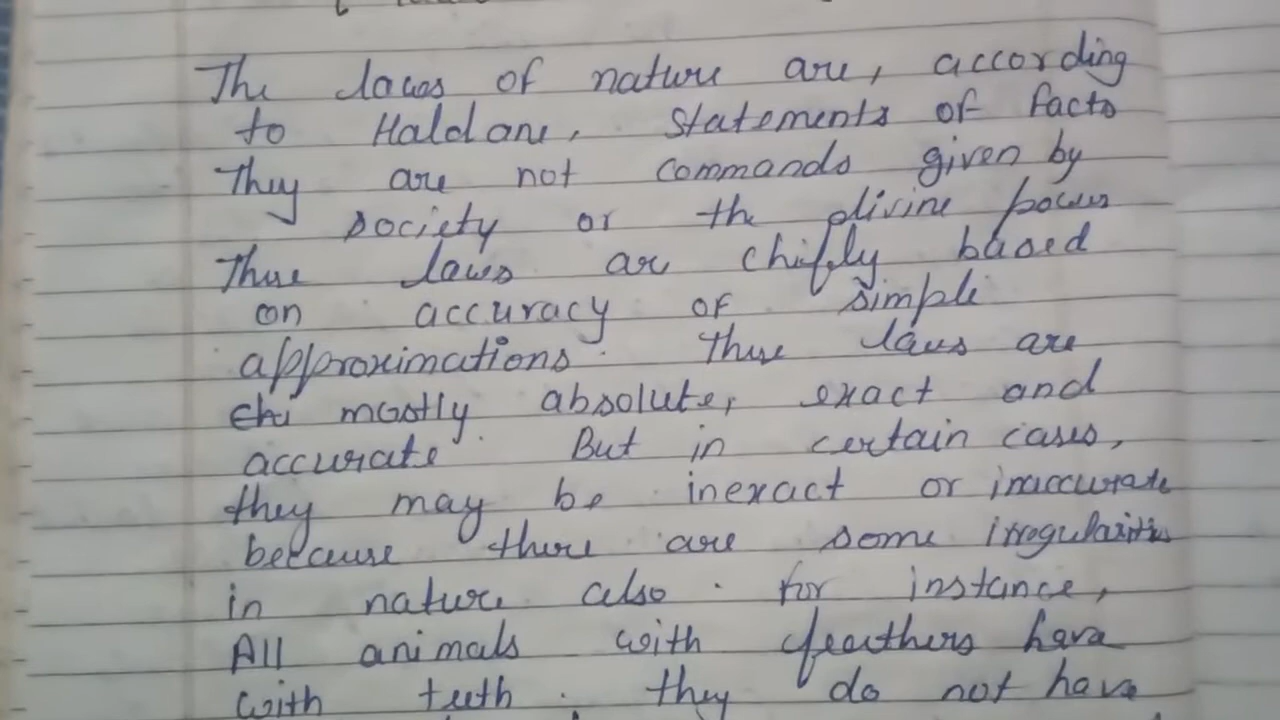 The laws of nature are, according
to Haldane, statements of facts
They are not commands given by
society or the divine power
These laws are chiefly based
on accuracy of simple
approximations. These laws are
mostly absolute, exact and
accurate. But in certain cases,
they may be inexact or inaccurate
because there are some irregularities
in nature also. for instance,
All animals with feathers have
with teeth. they do not have